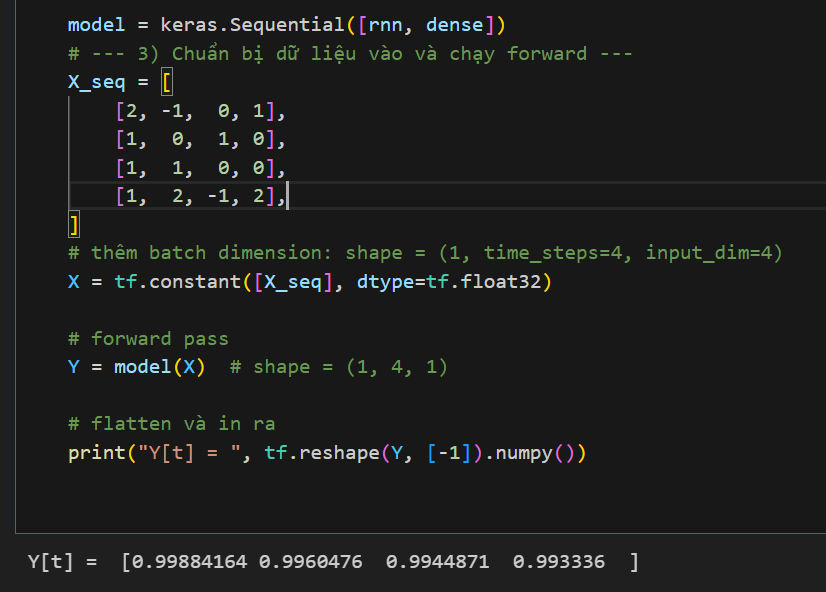 model = keras.Sequential([rnn, dense])
# --- 3) Chuẩn bị dữ liệu vào và chạy forward ---
X_seq = [
    [2, -1,  0, 1],
    [1,  0,  1, 0],
    [1,  1,  0, 0],
    [1,  2, -1, 2],
]
# thêm batch dimension: shape = (1, time_steps=4, input_dim=4)
X = tf.constant([X_seq], dtype=tf.float32)

# forward pass
Y = model(X)  # shape = (1, 4, 1)

# flatten và in ra
print("Y[t] = ", tf.reshape(Y, [-1]).numpy())

Y[t] =  [0.99884164 0.9960476  0.9944871  0.993336  ]